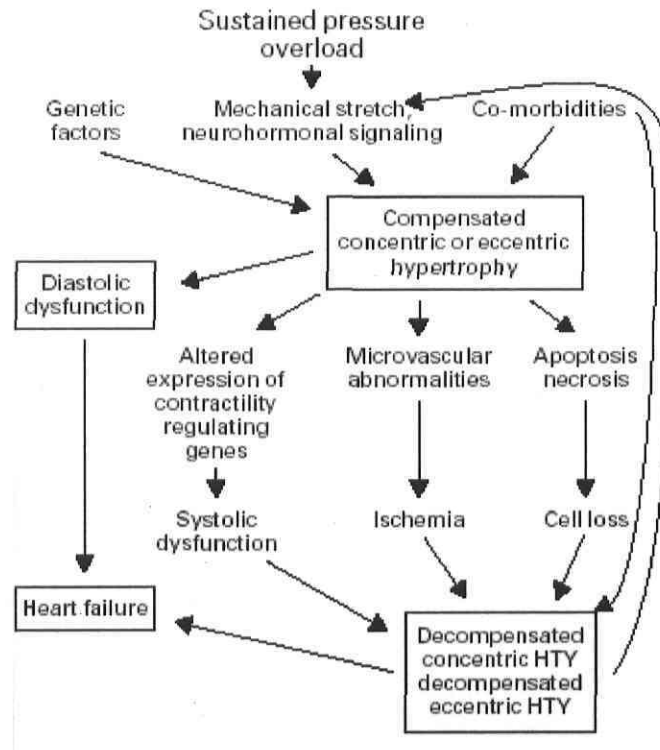 Sustained pressure
overload
Genetic
factors
Mechanical stretch,
neurohormonal signaling
Co-morbidities
Compensated
concentric or eccentric
hypertrophy
Diastolic
dysfunction
Altered
expression of
contractility
regulating
genes
Microvascular
abnormalities
Apoptosis
necrosis
Systolic
dysfunction
Ischemia
Cell loss
Heart failure
Decompensated
concentric HTY
decompensated
eccentric HTY